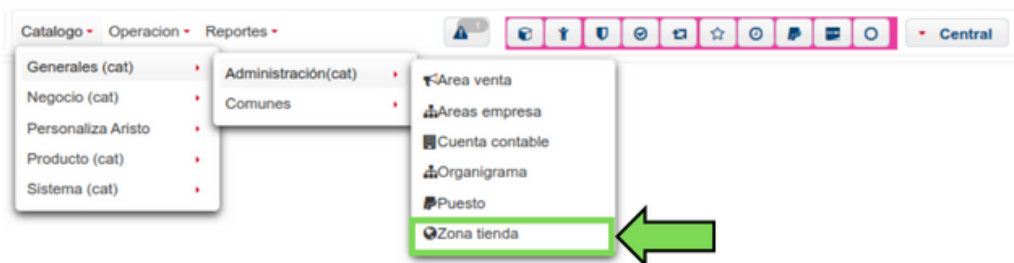 Catalogo Operacion Reportes 1 Central
Generales (cat)
Negocio (cat)
Personaliza Aristo
Producto (cat)
Sistema (cat)
Administración(cat)
Comunes
Area venta
Areas empresa
Cuenta contable
Organigrama
Puesto
Zona tienda